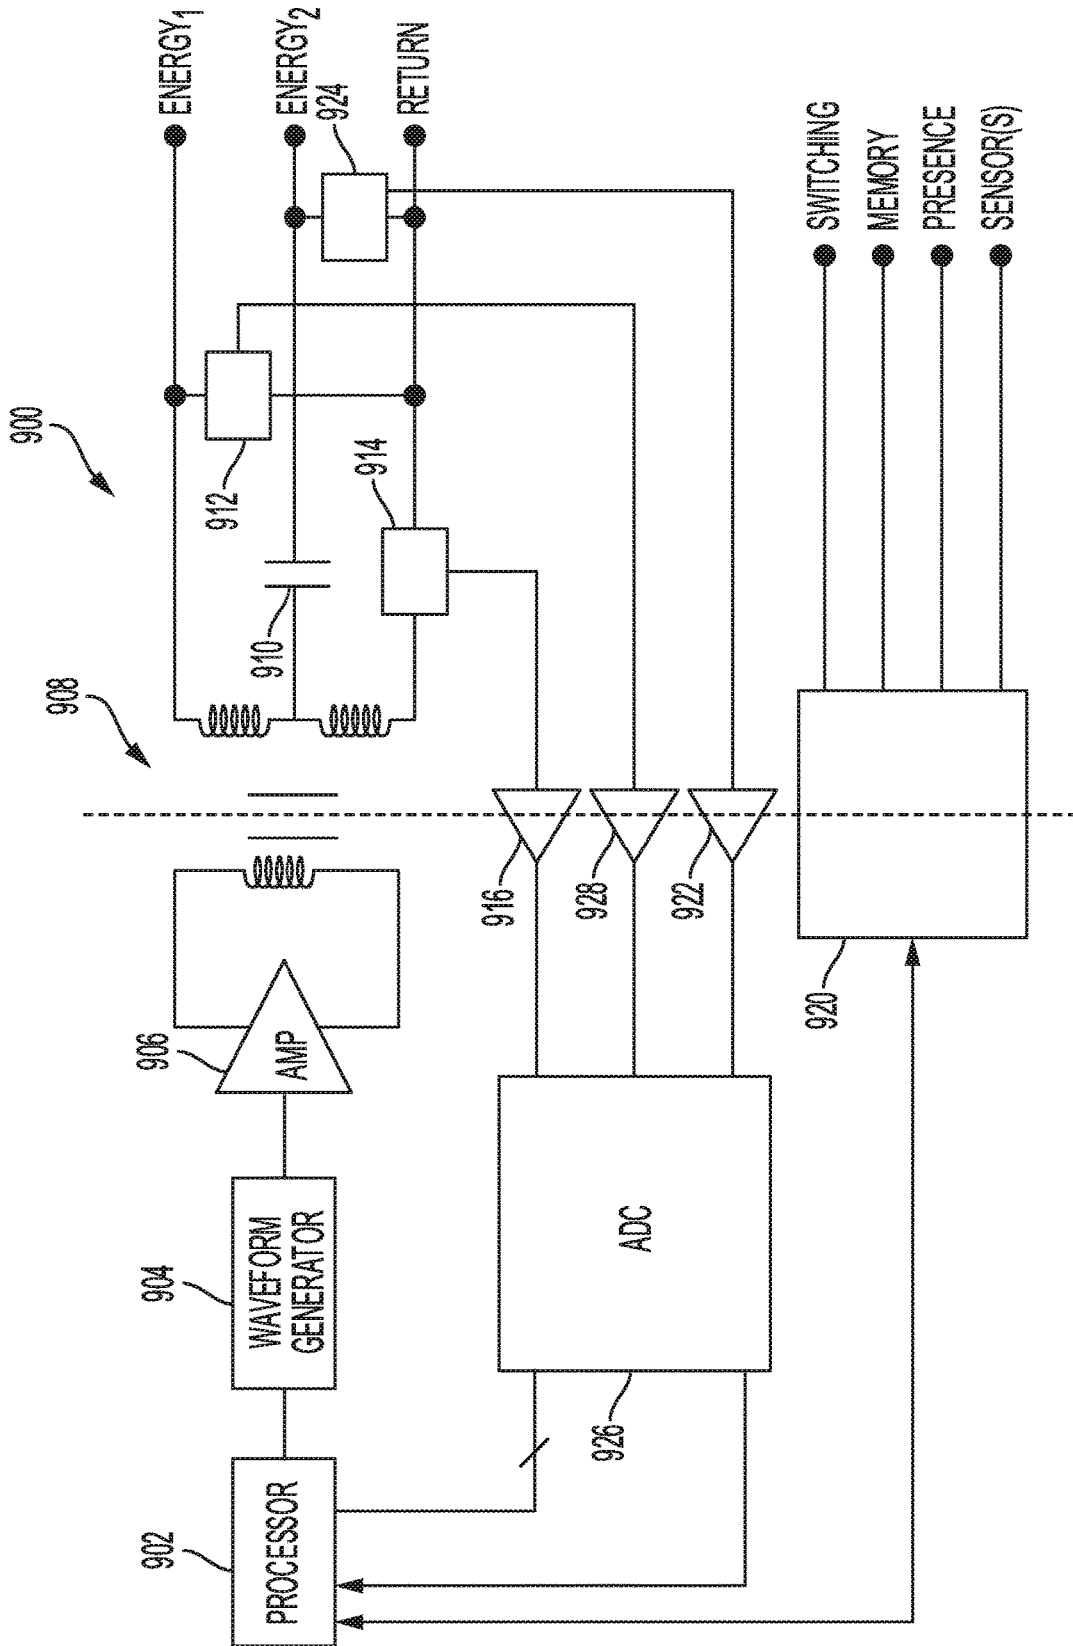 900
908
902
PROCESSOR
904
WAVEFORM
GENERATOR
906
AMP
910
912
914
924
ENERGY1
ENERGY2
RETURN
916
928
922
926
ADC
920
SWITCHING
MEMORY
PRESENCE
SENSOR(S)